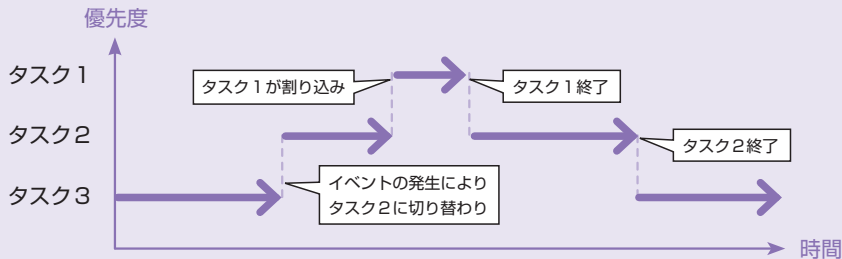 優先度
タスク１
タスク１が割り込み
タスク１終了
タスク２
タスク２終了
タスク３
イベントの発生により
タスク２に切り替わり
時間